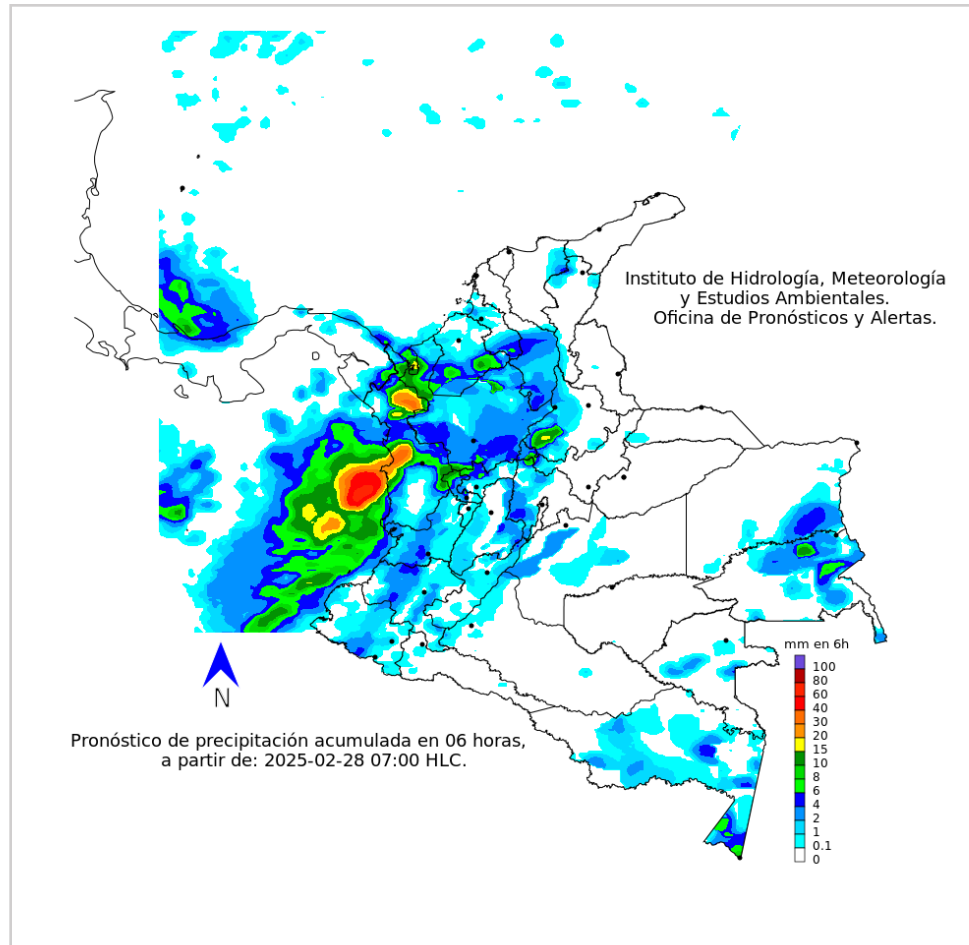 Instituto de Hidrología, Meteorología
y Estudios Ambientales.
Oficina de Pronósticos y Alertas.
mm en 6h
100
80
60
40
30
20
15
10
8
6
4
2
1
0.1
0
N
Pronóstico de precipitación acumulada en 06 horas,
a partir de: 2025-02-28 07:00 HLC.